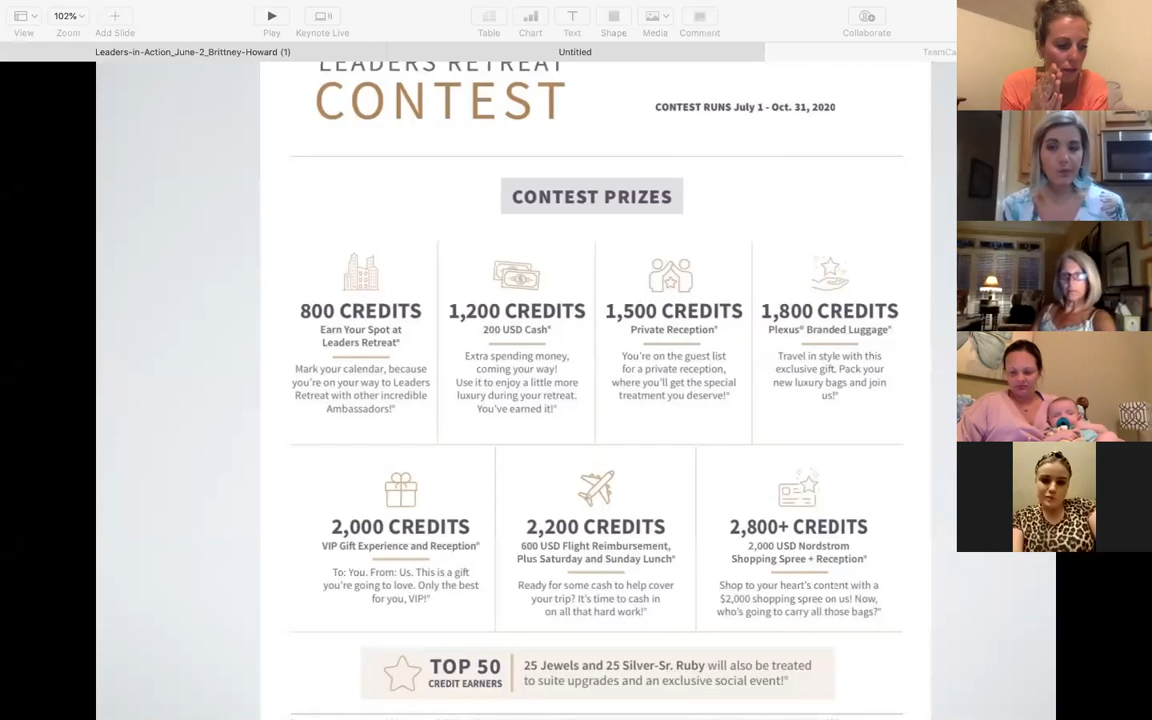 102%
View
Zoom
Add Slide
Play
Keynote Live
Table
Chart
Text
Shape
Media
Comment
Collaborate
Leaders-in-Action_June-2_Brittney-Howard (1)
Untitled
TeamCa
LEADERS RETREAT
CONTEST
CONTEST RUNS July 1 - Oct. 31, 2020
CONTEST PRIZES
800 CREDITS
Earn Your Spot at
Leaders Retreat*
Mark your calendar, because
you're on your way to Leaders
Retreat with other incredible
Ambassadors!*
1,200 CREDITS
200 USD Cash*
Extra spending money,
coming your way!
Use it to enjoy a little more
luxury during your retreat.
You've earned it!*
1,500 CREDITS
Private Reception*
You're on the guest list
for a private reception,
where you'll get the special
treatment you deserve!*
1,800 CREDITS
Plexus® Branded Luggage*
Travel in style with this
exclusive gift. Pack your
new luxury bags and join
us!*
2,000 CREDITS
VIP Gift Experience and Reception*
To: You. From: Us. This is a gift
you're going to love. Only the best
for you, VIP!*
2,200 CREDITS
600 USD Flight Reimbursement,
Plus Saturday and Sunday Lunch*
Ready for some cash to help cover
your trip? It's time to cash in
on all that hard work!*
2,800+ CREDITS
2,000 USD Nordstrom
Shopping Spree + Reception*
Shop to your heart's content with a
$2,000 shopping spree on us! Now,
who's going to carry all those bags?*
TOP 50
CREDIT EARNERS
25 Jewels and 25 Silver-Sr. Ruby will also be treated
to suite upgrades and an exclusive social event!*